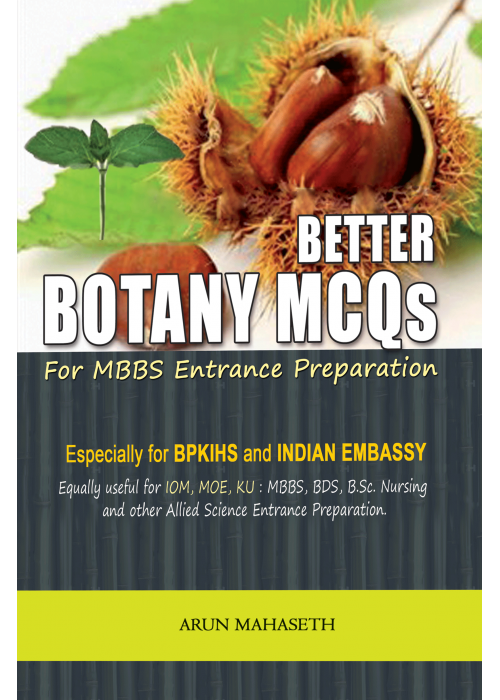 BETTER
BOTANY MCQs
For MBBS Entrance Preparation
Especially for BPKIHS and INDIAN EMBASSY
Equally useful for IOM, MOE, KU : MBBS, BDS, B.Sc. Nursing
and other Allied Science Entrance Preparation.
ARUN MAHASETH